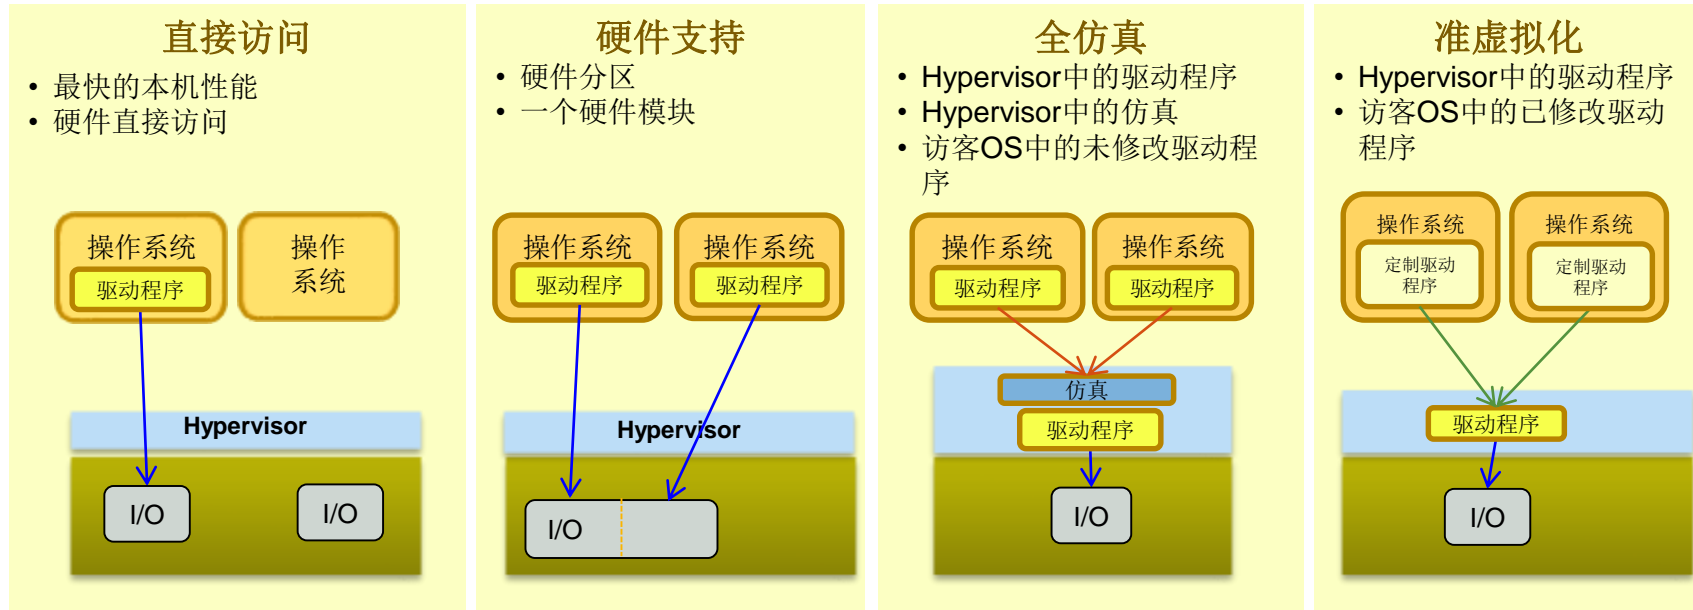 直接访问
• 最快的本机性能
• 硬件直接访问
操作系统
驱动程序
操作
系统
Hypervisor
I/O
I/O
硬件支持
• 硬件分区
• 一个硬件模块
操作系统
驱动程序
操作系统
驱动程序
Hypervisor
I/O
全仿真
• Hypervisor中的驱动程序
• Hypervisor中的仿真
• 访客OS中的未修改驱动程
序
操作系统
驱动程序
操作系统
驱动程序
仿真
驱动程序
I/O
准虚拟化
• Hypervisor中的驱动程序
• 访客OS中的已修改驱动
程序
操作系统
定制驱动
程序
操作系统
定制驱动
程序
驱动程序
I/O